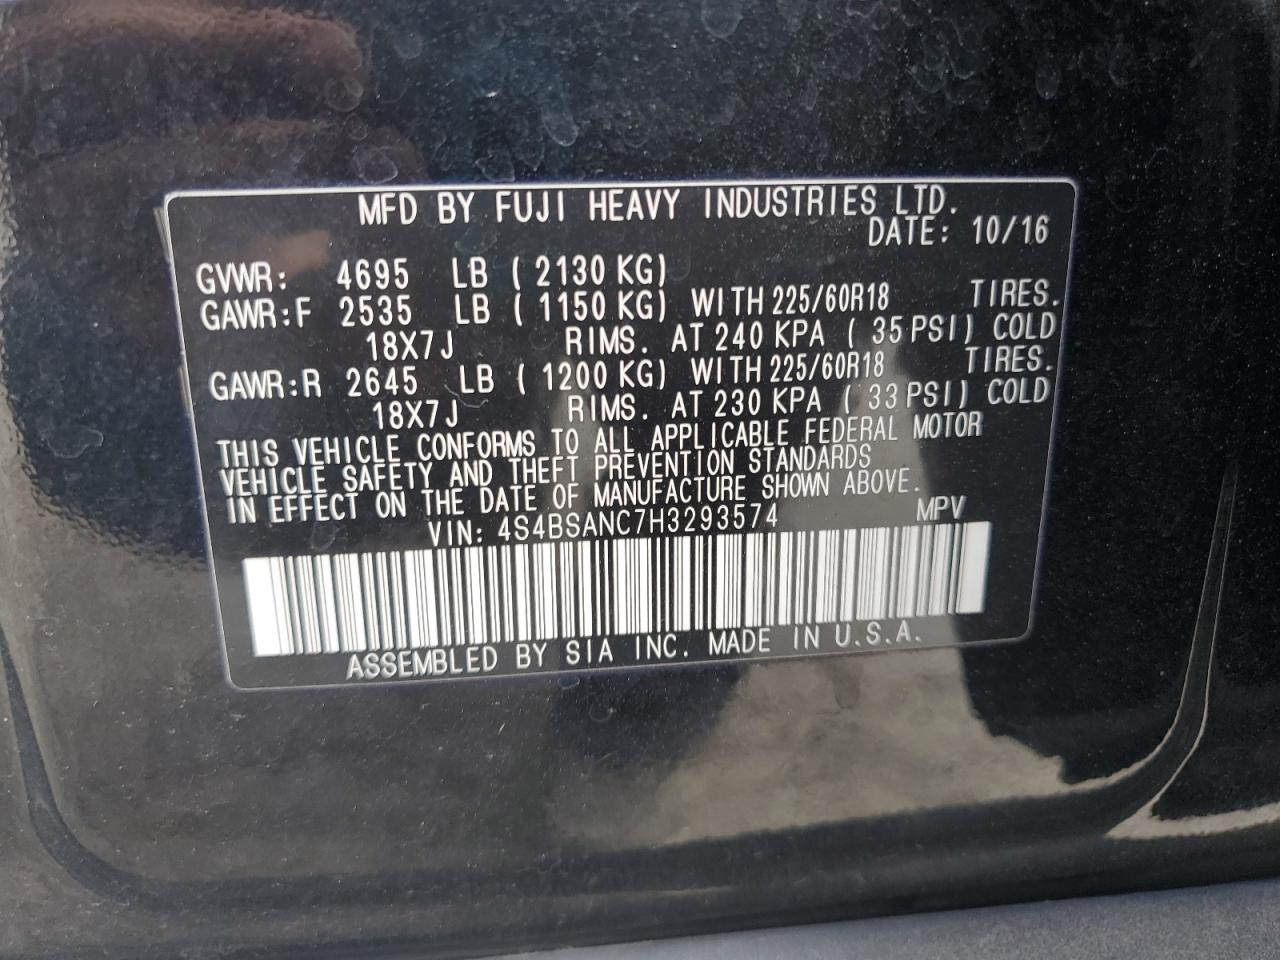 MFD BY FUJI HEAVY INDUSTRIES LTD.
DATE: 10/16
GVWR: 4695 LB ( 2130 KG)
GAWR:F 2535 LB ( 1150 KG) WITH 225/60R18 TIRES.
18X7J RIMS. AT 240 KPA ( 35 PSI) COLD
GAWR:R 2645 LB ( 1200 KG) WITH 225/60R18 TIRES.
18X7J RIMS. AT 230 KPA ( 33 PSI) COLD
THIS VEHICLE CONFORMS TO ALL APPLICABLE FEDERAL MOTOR
VEHICLE SAFETY AND THEFT PREVENTION STANDARDS
IN EFFECT ON THE DATE OF MANUFACTURE SHOWN ABOVE.
VIN: 4S4BSANC7H3293574 MPV
ASSEMBLED BY SIA INC. MADE IN U.S.A.